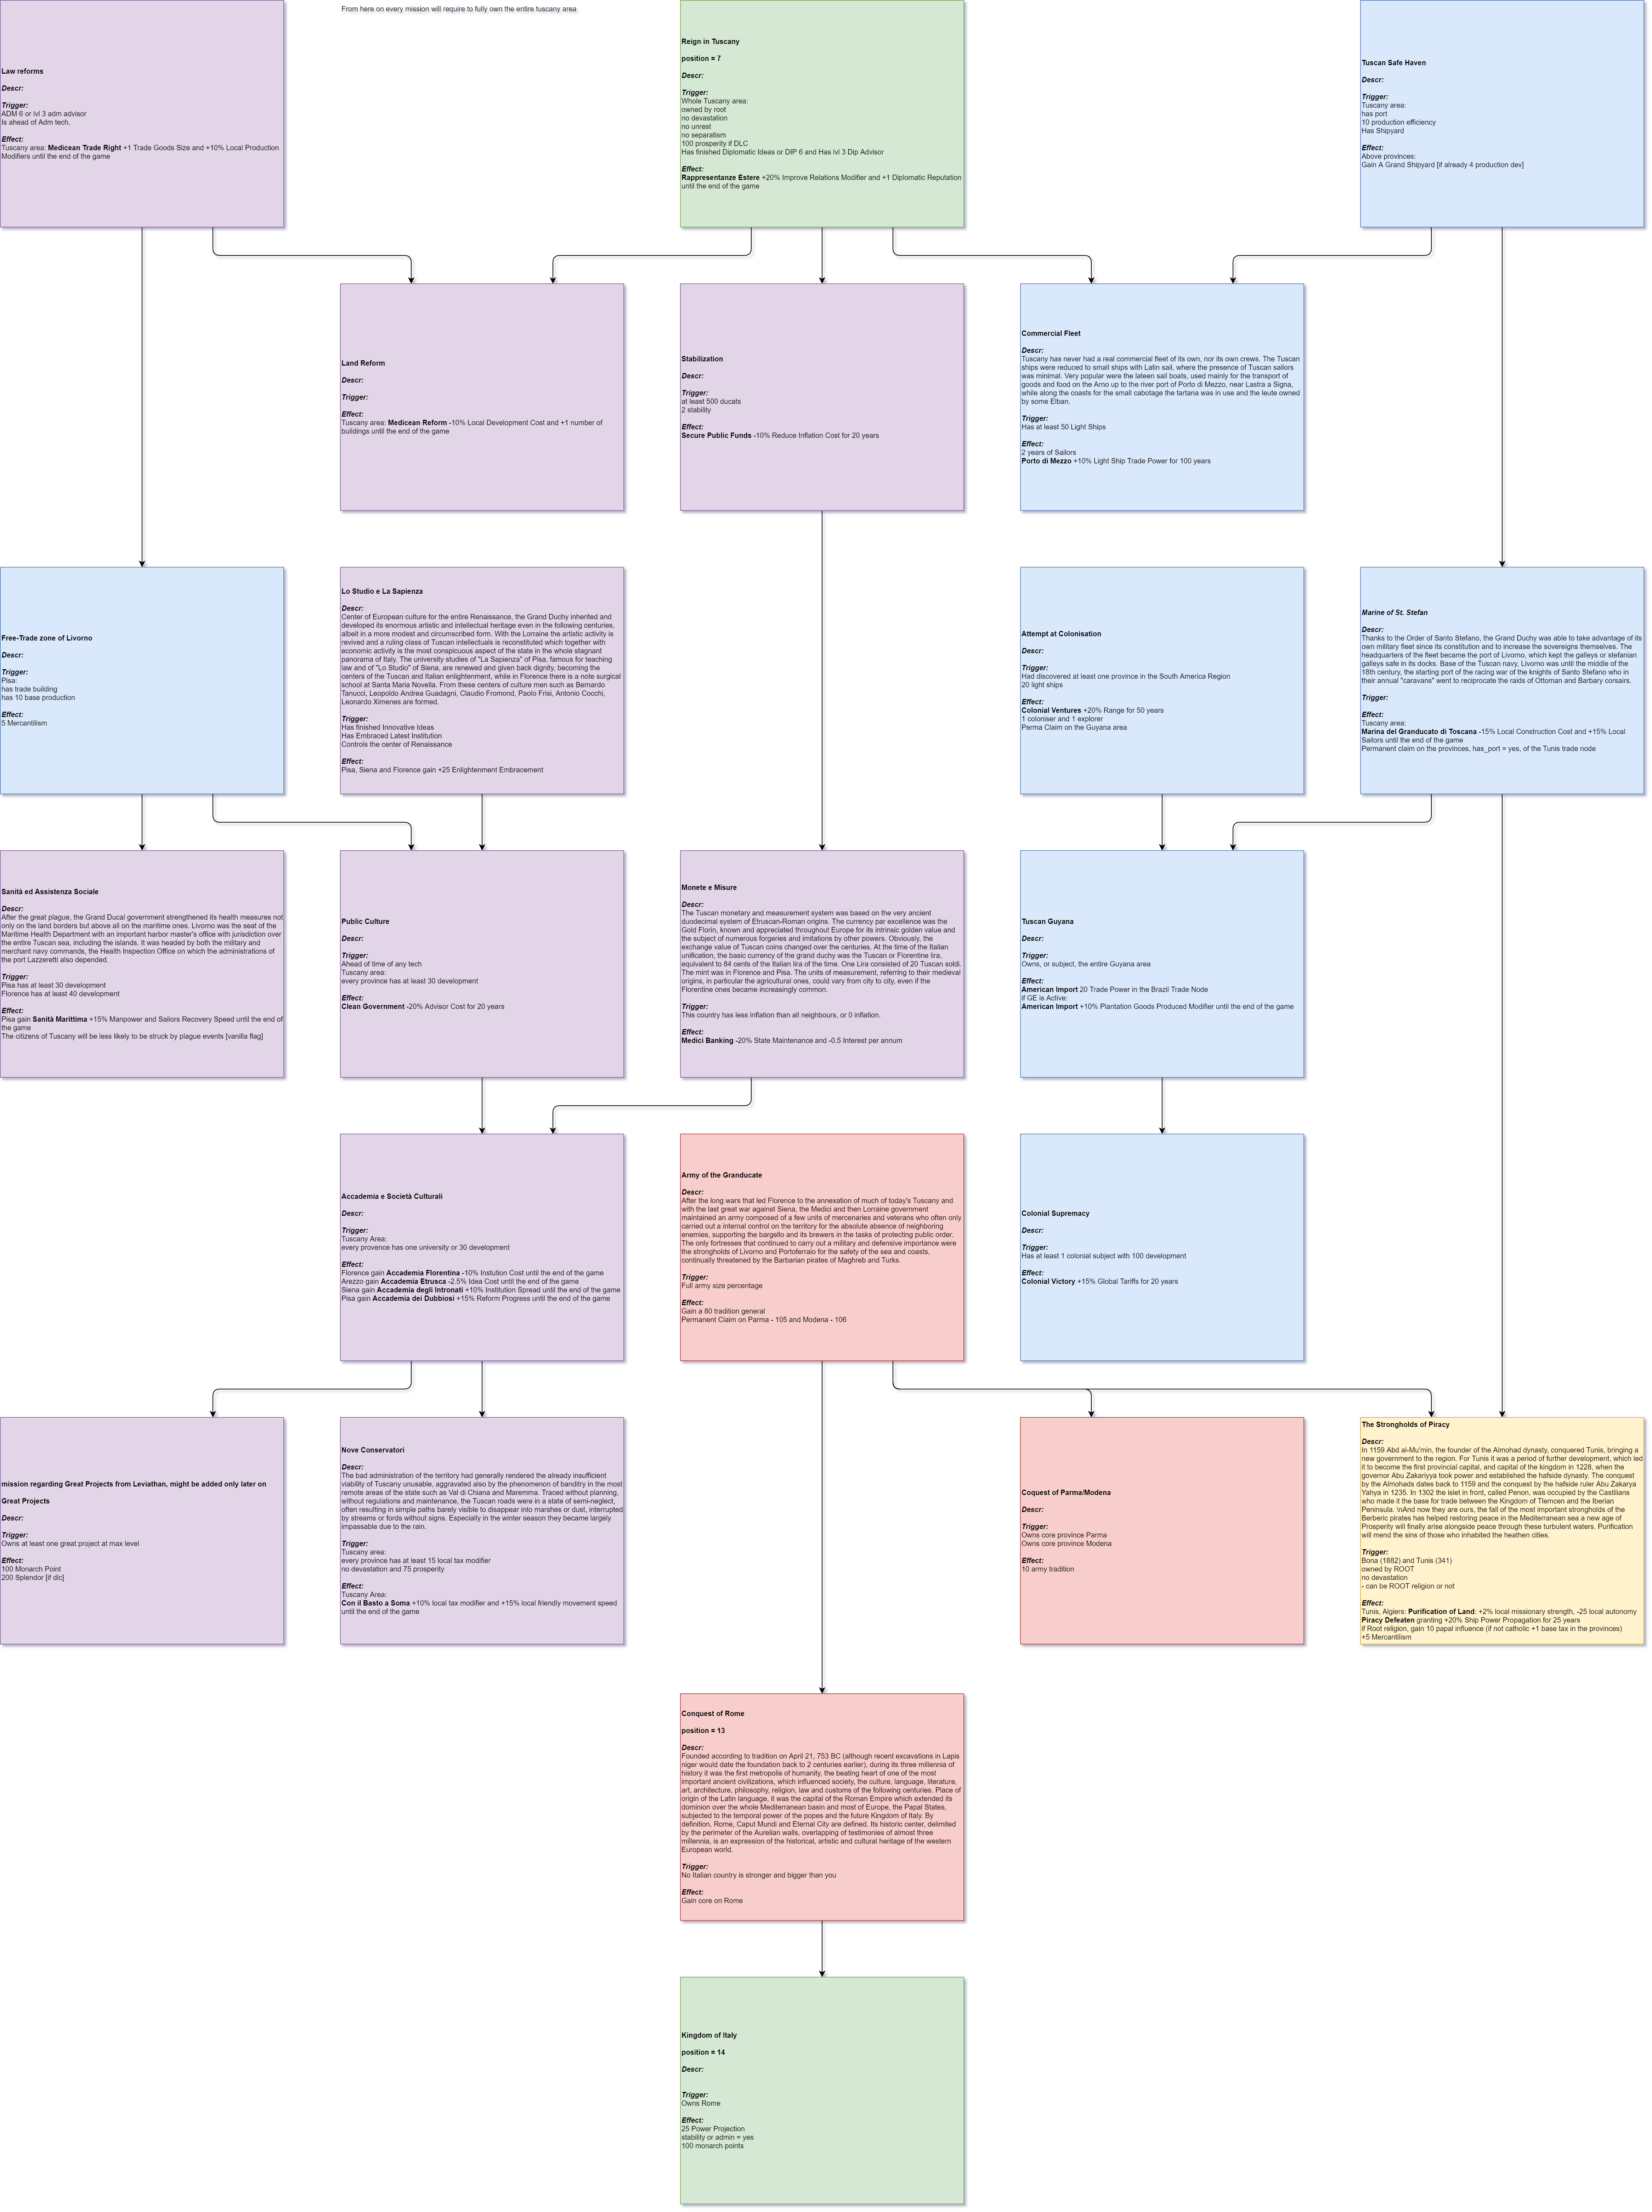 Law reforms
Descr:
Trigger:
ADM 6 or lvl 3 adm advisor
Is ahead of Adm tech.
Effect:
Tuscany area: Medicean Trade Right +1 Trade Goods Size and +10% Local Production
Modifiers until the end of the game
From here on every mission will require to fully own the entire tuscany area
Reign in Tuscany
position = 7
Descr:
Trigger:
Whole Tuscany area:
owned by root
no devastation
no unrest
no separatism
100 prosperity if DLC
Has finished Diplomatic Ideas or DIP 6 and Has lvl 3 Dip Advisor
Effect:
Rappresentanze Estere +20% Improve Relations Modifier and +1 Diplomatic Reputation
until the end of the game
Tuscan Safe Haven
Descr:
Trigger:
Tuscany area:
has port
10 production efficiency
Has Shipyard
Effect:
Above provinces:
Gain A Grand Shipyard [if already 4 production dev]
Land Reform
Descr:
Trigger:
Effect:
Tuscany area: Medicean Reform -10% Local Development Cost and +1 number of
buildings until the end of the game
Stabilization
Descr:
Trigger:
at least 500 ducats
2 stability
Effect:
Secure Public Funds -10% Reduce Inflation Cost for 20 years
Commercial Fleet
Descr:
Tuscany has never had a real commercial fleet of its own, nor its own crews. The Tuscan
ships were reduced to small ships with Latin sail, where the presence of Tuscan sailors
was minimal. Very popular were the lateen sail boats, used mainly for the transport of
goods and food on the Arno up to the river port of Porto di Mezzo, near Lastra a Signa,
while along the coasts for the small cabotage the tartana was in use and the leute owned
by some Elban.
Trigger:
Has at least 50 Light Ships
Effect:
2 years of Sailors
Porto di Mezzo +10% Light Ship Trade Power for 100 years
Free-Trade zone of Livorno
Descr:
Trigger:
Pisa:
has trade building
has 10 base production
Effect:
5 Mercantilism
Lo Studio e La Sapienza
Descr:
Center of European culture for the entire Renaissance, the Grand Duchy inherited and
developed its enormous artistic and intellectual heritage even in the following centuries,
albeit in a more modest and circumscribed form. With the Lorraine the artistic activity is
revived and a ruling class of Tuscan intellectuals is reconstituted which together with
economic activity is the most conspicuous aspect of the state in the whole stagnant
panorama of Italy. The university studies of "La Sapienza" of Pisa, famous for teaching
law and of "Lo Studio" of Siena, are renewed and given back dignity, becoming the
centers of the Tuscan and Italian enlightenment, while in Florence there is a note surgical
school at Santa Maria Novella. From these centers of culture men such as Bernardo
Tanucci, Leopoldo Andrea Guadagni, Claudio Fromond, Paolo Frisi, Antonio Cocchi,
Leonardo Ximenes are formed.
Trigger:
Has finished Innovative Ideas
Has Embraced Latest Institution
Controls the center of Renaissance
Effect:
Pisa, Siena and Florence gain +25 Enlightenment Embracement
Attempt at Colonisation
Descr:
Trigger:
Had discovered at least one province in the South America Region
20 light ships
Effect:
Colonial Ventures +20% Range for 50 years
1 coloniser and 1 explorer
Perma Claim on the Guyana area
Marine of St. Stefan
Descr:
Thanks to the Order of Santo Stefano, the Grand Duchy was able to take advantage of its
own military fleet since its constitution and to increase the sovereigns themselves. The
headquarters of the fleet became the port of Livorno, which kept the galleys or stefanian
galleys safe in its docks. Base of the Tuscan navy, Livorno was until the middle of the
18th century, the starting port of the racing war of the knights of Santo Stefano who in
their annual "caravans" went to reciprocate the raids of Ottoman and Barbary corsairs.
Trigger:
Effect:
Tuscany area:
Marina del Granducato di Toscana -15% Local Construction Cost and +15% Local
Sailors until the end of the game
Permanent claim on the provinces, has_port = yes, of the Tunis trade node
Sanità ed Assistenza Sociale
Descr:
After the great plague, the Grand Ducal government strengthened its health measures not
only on the land borders but above all on the maritime ones. Livorno was the seat of the
Maritime Health Department with an important harbor master's office with jurisdiction over
the entire Tuscan sea, including the islands. It was headed by both the military and
merchant navy commands, the Health Inspection Office on which the administrations of
the port Lazzeretti also depended.
Trigger:
Pisa has at least 30 development
Florence has at least 40 development
Effect:
Pisa gain Sanità Marittima +15% Manpower and Sailors Recovery Speed until the end of
the game
The citizens of Tuscany will be less likely to be struck by plague events [vanilla flag]
Public Culture
Descr:
Trigger:
Ahead of time of any tech
Tuscany area:
every province has at least 30 development
Effect:
Clean Government -20% Advisor Cost for 20 years
Monete e Misure
Descr:
The Tuscan monetary and measurement system was based on the very ancient
duodecimal system of Etruscan-Roman origins. The currency par excellence was the
Gold Florin, known and appreciated throughout Europe for its intrinsic golden value and
the subject of numerous forgeries and imitations by other powers. Obviously, the
exchange value of Tuscan coins changed over the centuries. At the time of the Italian
unification, the basic currency of the grand duchy was the Tuscan or Florentine lira,
equivalent to 84 cents of the Italian lira of the time. One Lira consisted of 20 Tuscan soldi.
The mint was in Florence and Pisa. The units of measurement, referring to their medieval
origins, in particular the agricultural ones, could vary from city to city, even if the
Florentine ones became increasingly common.
Trigger:
This country has less inflation than all neighbours, or 0 inflation.
Effect:
Medici Banking -20% State Maintenance and -0.5 Interest per annum
Tuscan Guyana
Descr:
Trigger:
Owns, or subject, the entire Guyana area
Effect:
American Import 20 Trade Power in the Brazil Trade Node
if GE is Active:
American Import +10% Plantation Goods Produced Modifier until the end of the game
Accademia e Società Culturali
Descr:
Trigger:
Tuscany Area:
every provence has one university or 30 development
Effect:
Florence gain Accademia Florentina -10% Instution Cost until the end of the game
Arezzo gain Accademia Etrusca -2.5% Idea Cost until the end of the game
Siena gain Accademia degli Intronati +10% Institution Spread until the end of the game
Pisa gain Accademia dei Dubbiosi +15% Reform Progress until the end of the game
Army of the Granducate
Descr:
After the long wars that led Florence to the annexation of much of today's Tuscany and
with the last great war against Siena, the Medici and then Lorraine government
maintained an army composed of a few units of mercenaries and veterans who often only
carried out a internal control on the territory for the absolute absence of neighboring
enemies, supporting the bargello and its brewers in the tasks of protecting public order.
The only fortresses that continued to carry out a military and defensive importance were
the strongholds of Livorno and Portoferraio for the safety of the sea and coasts,
continually threatened by the Barbarian pirates of Maghreb and Turks.
Trigger:
Full army size percentage
Effect:
Gain a 80 tradition general
Permanent Claim on Parma - 105 and Modena - 106
Colonial Supremacy
Descr:
Trigger:
Has at least 1 colonial subject with 100 development
Effect:
Colonial Victory +15% Global Tariffs for 20 years
mission regarding Great Projects from Leviathan, might be added only later on
Great Projects
Descr:
Trigger:
Owns at least one great project at max level
Effect:
100 Monarch Point
200 Splendor [if dlc]
Nove Conservatori
Descr:
The bad administration of the territory had generally rendered the already insufficient
viability of Tuscany unusable, aggravated also by the phenomenon of banditry in the most
remote areas of the state such as Val di Chiana and Maremma. Traced without planning,
without regulations and maintenance, the Tuscan roads were in a state of semi-neglect,
often resulting in simple paths barely visible to disappear into marshes or dust, interrupted
by streams or fords without signs. Especially in the winter season they became largely
impassable due to the rain.
Trigger:
Tuscany area:
every province has at least 15 local tax modifier
no devastation and 75 prosperity
Effect:
Tuscany Area:
Con il Basto a Soma +10% local tax modifier and +15% local friendly movement speed
until the end of the game
Coquest of Parma/Modena
Descr:
Trigger:
Owns core province Parma
Owns core province Modena
Effect:
10 army tradition
The Strongholds of Piracy
Descr:
In 1159 Abd al-Mu'min, the founder of the Almohad dynasty, conquered Tunis, bringing a
new government to the region. For Tunis it was a period of further development, which led
it to become the first provincial capital, and capital of the kingdom in 1228, when the
governor Abu Zakariyya took power and established the hafside dynasty. The conquest
by the Almohads dates back to 1159 and the conquest by the hafside ruler Abu Zakarya
Yahya in 1235. In 1302 the islet in front, called Penon, was occupied by the Castilians
who made it the base for trade between the Kingdom of Tlemcen and the Iberian
Peninsula. \nAnd now they are ours, the fall of the most important strongholds of the
Berberic pirates has helped restoring peace in the Mediterranean sea a new age of
Prosperity will finally arise alongside peace through these turbulent waters. Purification
will mend the sins of those who inhabited the heathen cities.
Trigger:
Bona (1882) and Tunis (341)
owned by ROOT
no devastation
- can be ROOT religion or not
Effect:
Tunis, Algiers: Purification of Land: +2% local missionary strength, -25 local autonomy
Piracy Defeaten granting +20% Ship Power Propagation for 25 years
if Root religion, gain 10 papal influence (if not catholic +1 base tax in the provinces)
+5 Mercantilism
Conquest of Rome
position = 13
Descr:
Founded according to tradition on April 21, 753 BC (although recent excavations in Lapis
niger would date the foundation back to 2 centuries earlier), during its three millennia of
history it was the first metropolis of humanity, the beating heart of one of the most
important ancient civilizations, which influenced society, the culture, language, literature,
art, architecture, philosophy, religion, law and customs of the following centuries. Place of
origin of the Latin language, it was the capital of the Roman Empire which extended its
dominion over the whole Mediterranean basin and most of Europe, the Papal States,
subjected to the temporal power of the popes and the future Kingdom of Italy. By
definition, Rome, Caput Mundi and Eternal City are defined. Its historic center, delimited
by the perimeter of the Aurelian walls, overlapping of testimonies of almost three
millennia, is an expression of the historical, artistic and cultural heritage of the western
European world.
Trigger:
No Italian country is stronger and bigger than you
Effect:
Gain core on Rome
Kingdom of Italy
position = 14
Descr:
Trigger:
Owns Rome
Effect:
25 Power Projection
stability or admin = yes
100 monarch points